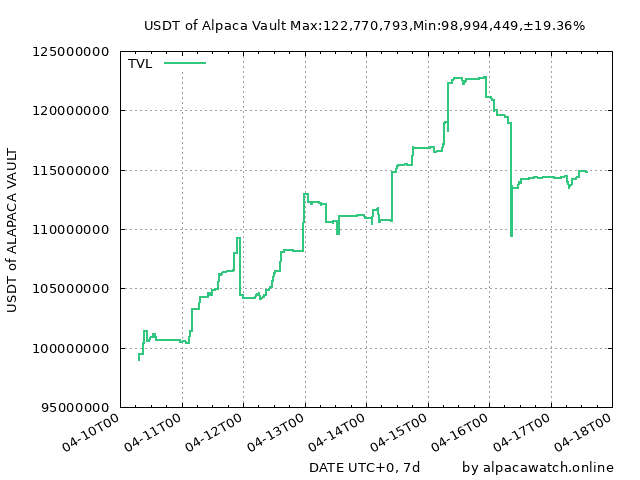 USDT of Alpaca Vault Max:122,770,793,Min:98,994,449,±19.36%
TVL
125000000
120000000
115000000
110000000
105000000
100000000
95000000
USDT of ALAPACA VAULT
04-10T00
04-11T00
04-12T00
04-13T00
04-14T00
04-15T00
04-16T00
04-17T00
04-18T00
DATE UTC+0, 7d
by alpacawatch.online